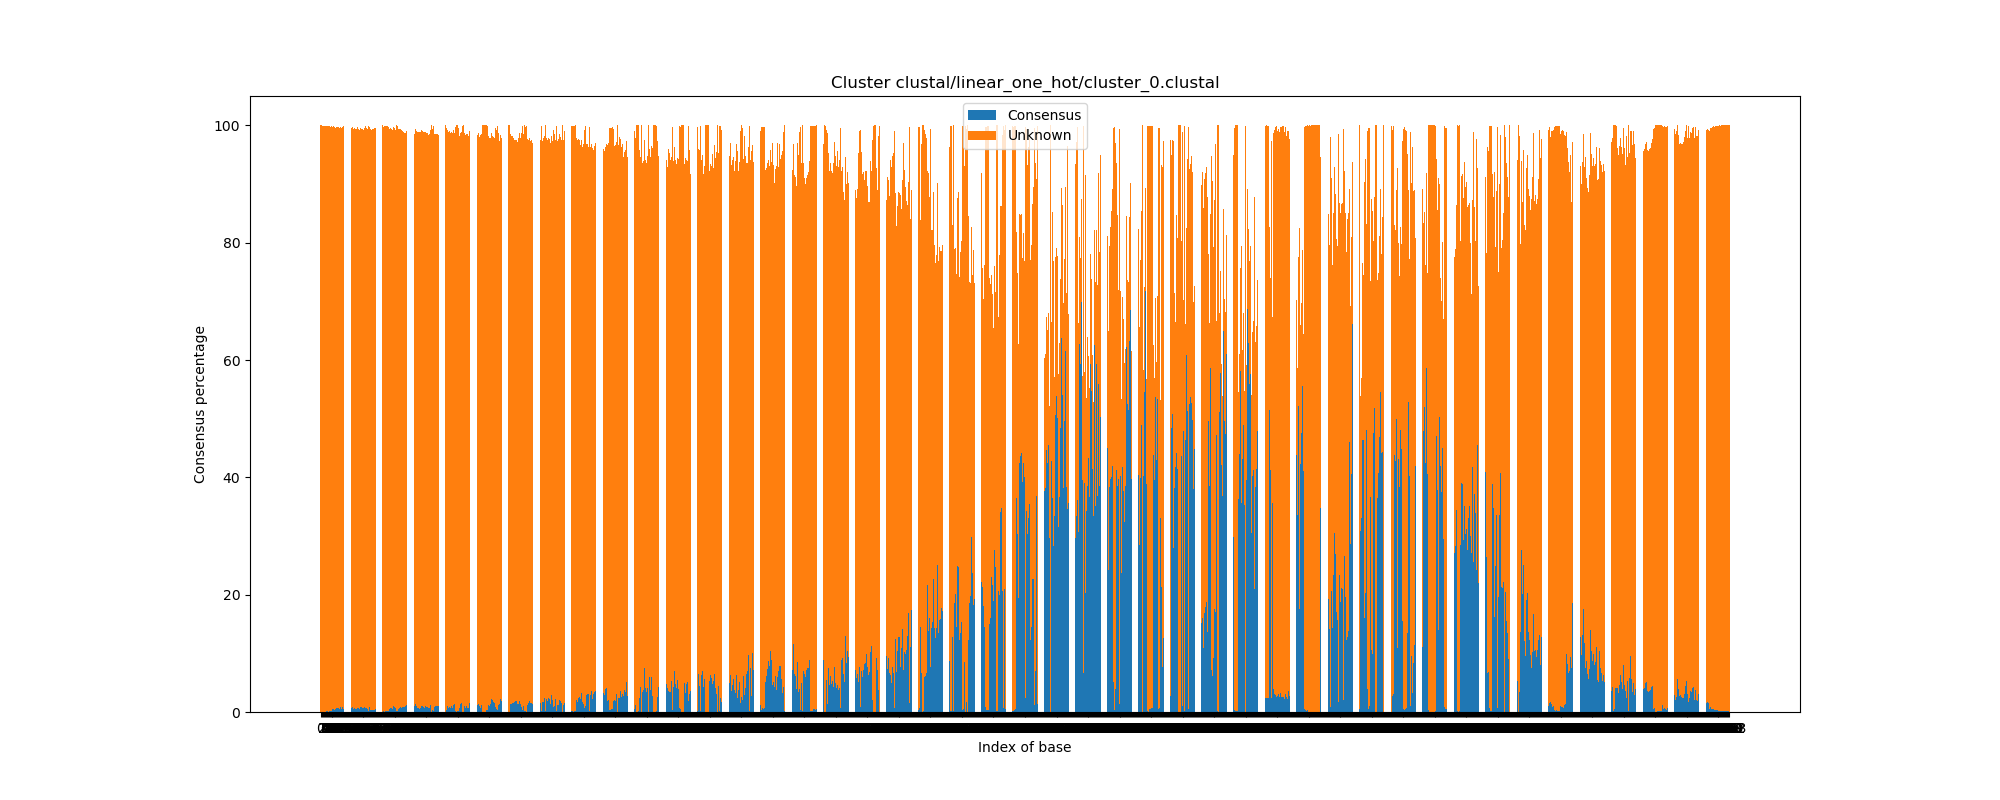 Cluster clustal/linear_one_hot/cluster_0.clustal
Consensus
Unknown
100
80
60
40
20
0
Consensus percentage
Index of base